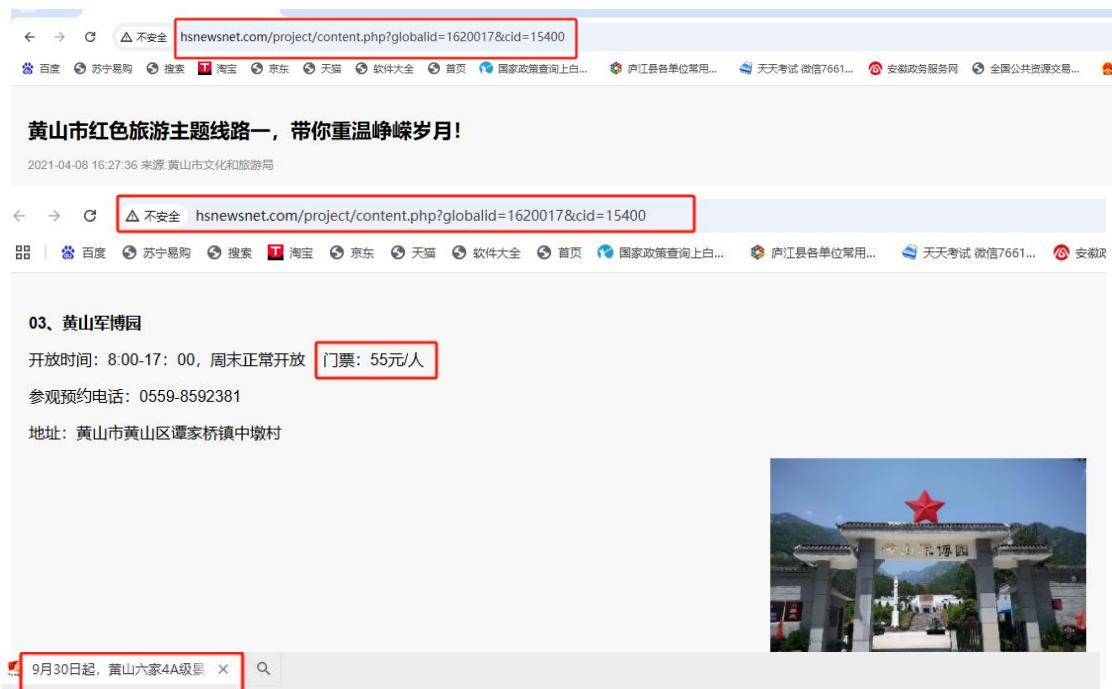 不安全 hsnewsnet.com/project/content.php?globalid=1620017&cid=15400
百度 苏宁易购 搜索 淘宝 京东 天猫 软件大全 首页 国家政策查询上白... 庐江县各单位常用... 天天考试 微信7661... 安徽政务服务网 全国公共资源交易...
黄山市红色旅游主题线路一，带你重温峥嵘岁月！
2021-04-08 16:27:36 来源:黄山市文化和旅游局
不安全 hsnewsnet.com/project/content.php?globalid=1620017&cid=15400
百度 苏宁易购 搜索 淘宝 京东 天猫 软件大全 首页 国家政策查询上白... 庐江县各单位常用... 天天考试 微信7661... 安徽政
03、黄山军博园
开放时间：8:00-17：00，周末正常开放 门票：55元/人
参观预约电话：0559-8592381
地址：黄山市黄山区谭家桥镇中墩村
黄山军博园
9月30日起，黄山六家4A级景